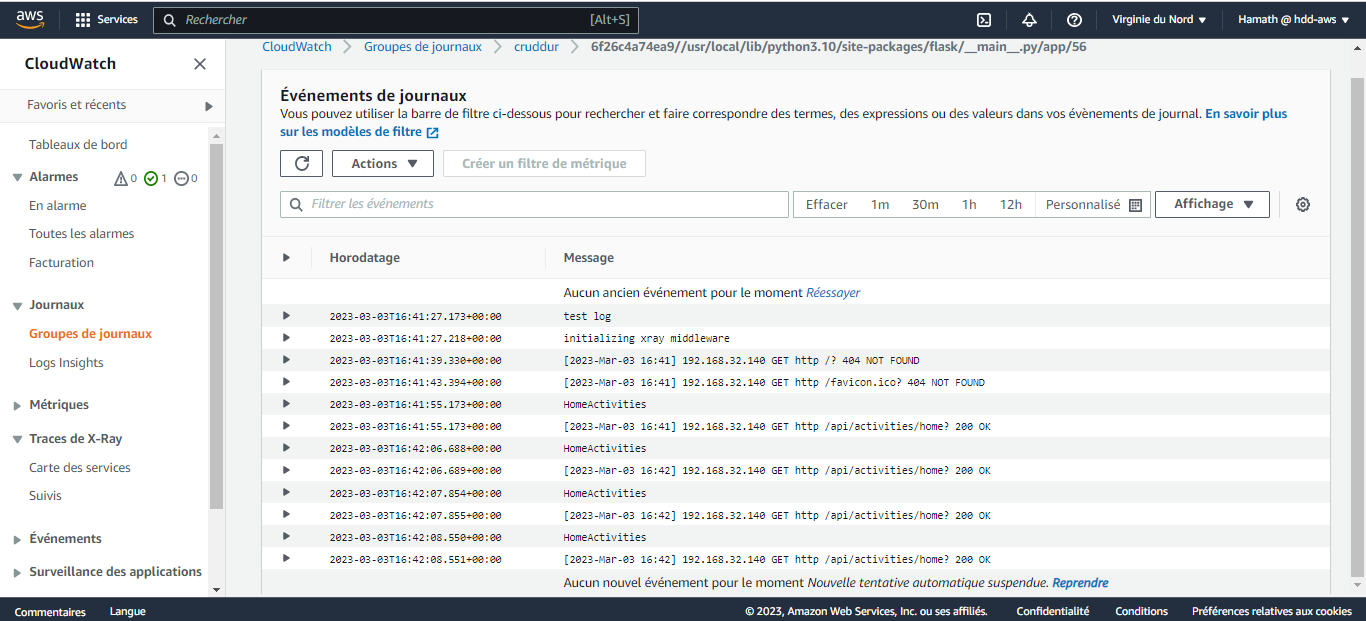 aws Services Rechercher [Alt+S] Virginie du Nord Hamath @ hdd-aws
CloudWatch Groupes de journaux cruddur 6f26c4a74ea9//usr/local/lib/python3.10/site-packages/flask/__main__.py/app/56
CloudWatch
Favoris et récents
Tableaux de bord
Alarmes 0 1 0
En alarme
Toutes les alarmes
Facturation
Journaux
Groupes de journaux
Logs Insights
Métriques
Traces de X-Ray
Carte des services
Suivis
Événements
Surveillance des applications
Événements de journaux
Vous pouvez utiliser la barre de filtre ci-dessous pour rechercher et faire correspondre des termes, des expressions ou des valeurs dans vos évènements de journal. En savoir plus
sur les modèles de filtre
Actions Créer un filtre de métrique
Filtrer les événements Effacer 1m 30m 1h 12h Personnalisé Affichage
Horodatage Message
Aucun ancien événement pour le moment Réessayer
2023-03-03T16:41:27.173+00:00 test log
2023-03-03T16:41:27.218+00:00 initializing xray middleware
2023-03-03T16:41:39.330+00:00 [2023-Mar-03 16:41] 192.168.32.140 GET http /? 404 NOT FOUND
2023-03-03T16:41:43.394+00:00 [2023-Mar-03 16:41] 192.168.32.140 GET http /favicon.ico? 404 NOT FOUND
2023-03-03T16:41:55.173+00:00 HomeActivities
2023-03-03T16:41:55.173+00:00 [2023-Mar-03 16:41] 192.168.32.140 GET http /api/activities/home? 200 OK
2023-03-03T16:42:06.688+00:00 HomeActivities
2023-03-03T16:42:06.689+00:00 [2023-Mar-03 16:42] 192.168.32.140 GET http /api/activities/home? 200 OK
2023-03-03T16:42:07.854+00:00 HomeActivities
2023-03-03T16:42:07.855+00:00 [2023-Mar-03 16:42] 192.168.32.140 GET http /api/activities/home? 200 OK
2023-03-03T16:42:08.550+00:00 HomeActivities
2023-03-03T16:42:08.551+00:00 [2023-Mar-03 16:42] 192.168.32.140 GET http /api/activities/home? 200 OK
Aucun nouvel événement pour le moment Nouvelle tentative automatique suspendue. Reprendre
Commentaires Langue © 2023, Amazon Web Services, Inc. ou ses affiliés. Confidentialité Conditions Préférences relatives aux cookies